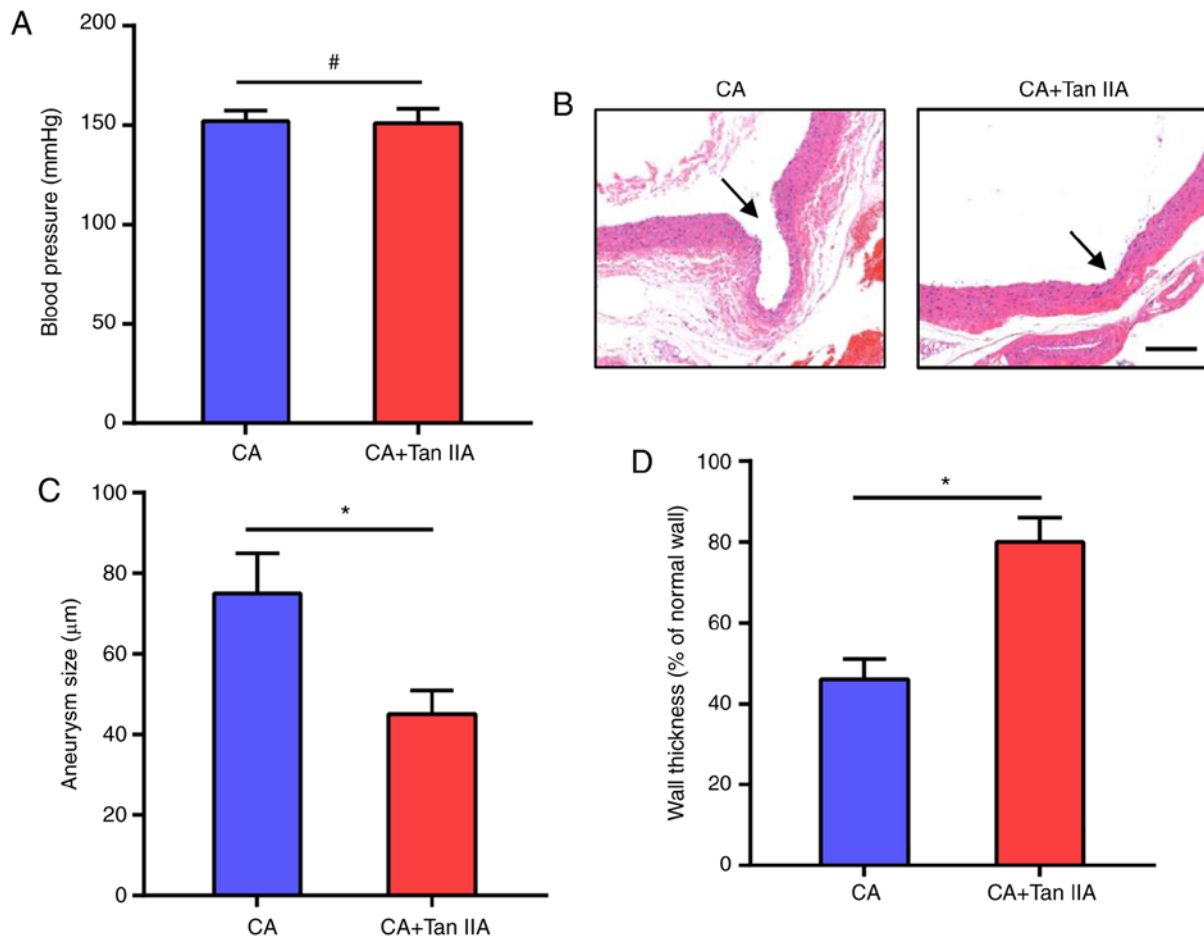 A
Blood pressure (mmHg)
200
150
100
50
0
#
CA
CA+Tan IIA
B
CA
CA+Tan IIA
C
Aneurysm size (μm)
100
80
60
40
20
0
*
CA
CA+Tan IIA
D
Wall thickness (% of normal wall)
100
80
60
40
20
0
*
CA
CA+Tan IIA